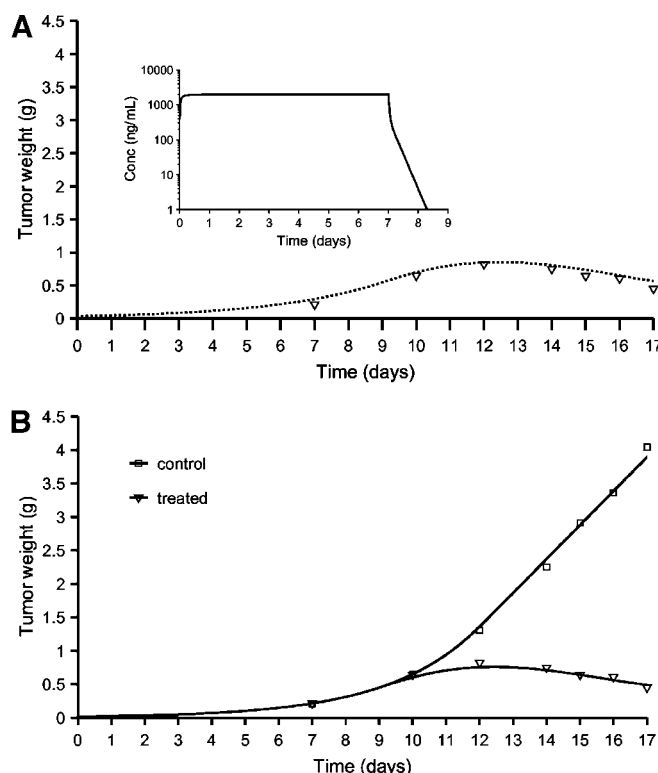 A
4.5
4
3.5
3
2.5
2
1.5
1
0.5
0
Tumor weight (g)
10000
1000
100
10
1
Conc (ng/mL)
0 1 2 3 4 5 6 7 8 9
Time (days)
0 1 2 3 4 5 6 7 8 9 10 11 12 13 14 15 16 17
Time (days)
B
4.5
4
3.5
3
2.5
2
1.5
1
0.5
0
Tumor weight (g)
control
treated
0 1 2 3 4 5 6 7 8 9 10 11 12 13 14 15 16 17
Time (days)